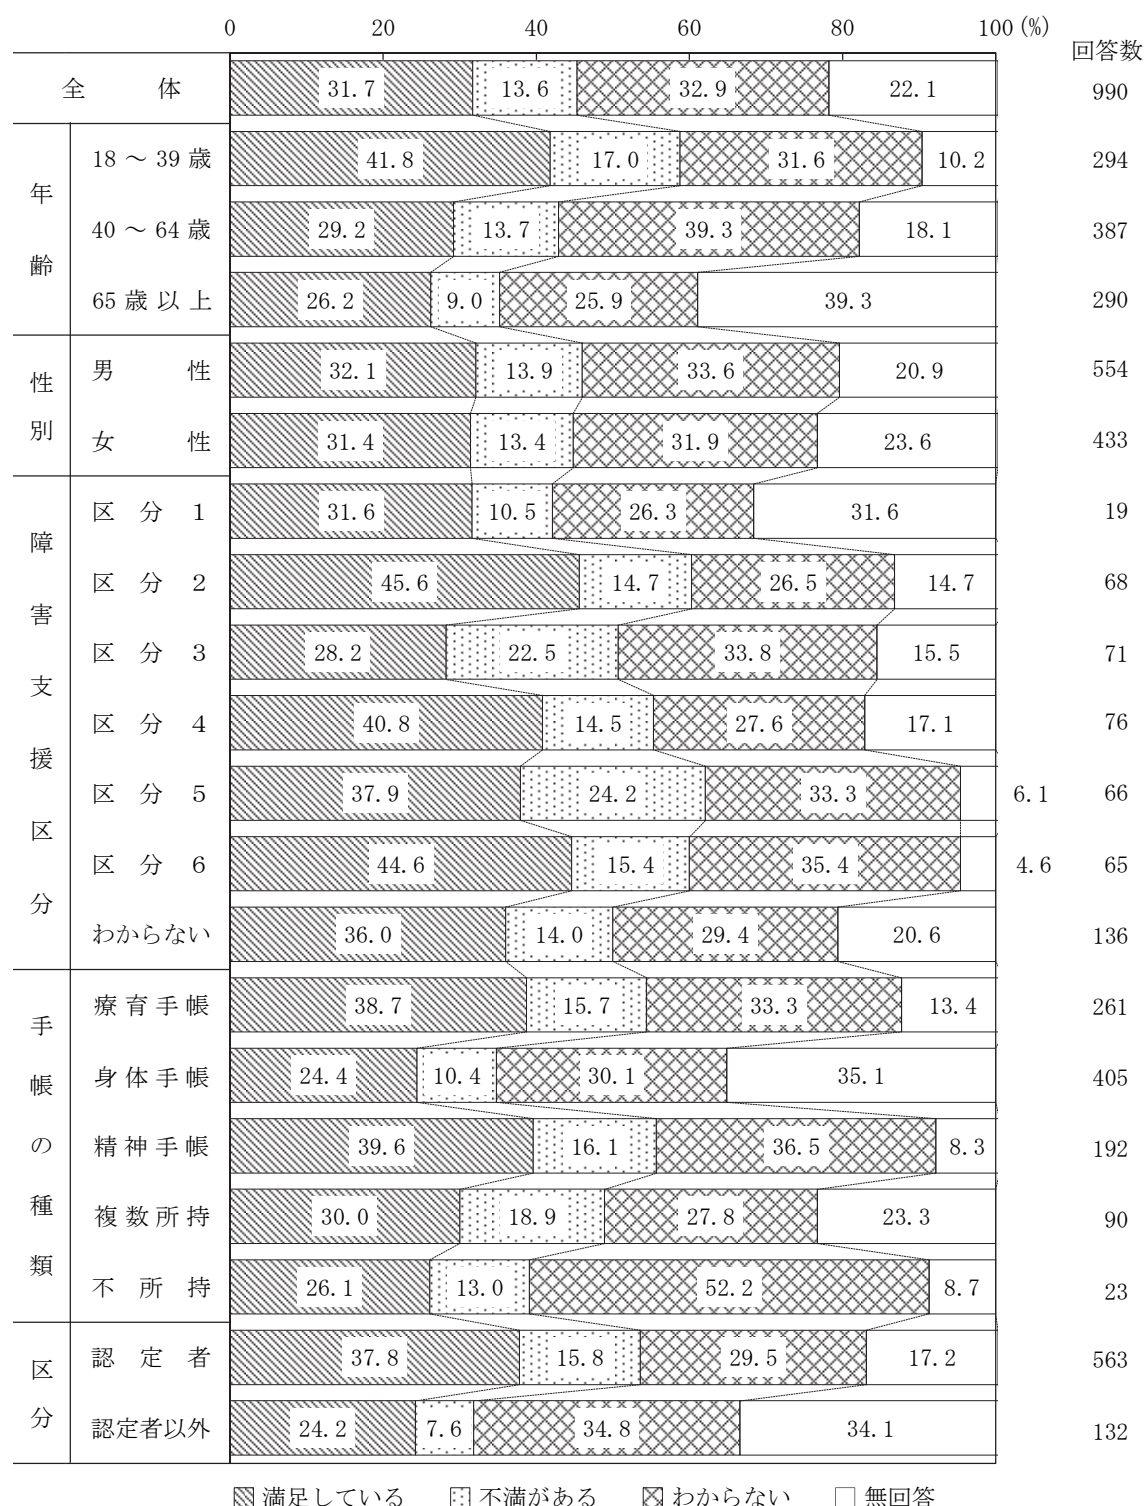 0 20 40 60 80 100 (%)
回答数
全体 31.7 13.6 32.9 22.1 990
年齢
18～39歳 41.8 17.0 31.6 10.2 294
40～64歳 29.2 13.7 39.3 18.1 387
65歳以上 26.2 9.0 25.9 39.3 290
性別
男性 32.1 13.9 33.6 20.9 554
女性 31.4 13.4 31.9 23.6 433
障害支援区分
区分1 31.6 10.5 26.3 31.6 19
区分2 45.6 14.7 26.5 14.7 68
区分3 28.2 22.5 33.8 15.5 71
区分4 40.8 14.5 27.6 17.1 76
区分5 37.9 24.2 33.3 6.1 66
区分6 44.6 15.4 35.4 4.6 65
わからない 36.0 14.0 29.4 20.6 136
手帳の種類
療育手帳 38.7 15.7 33.3 13.4 261
身体手帳 24.4 10.4 30.1 35.1 405
精神手帳 39.6 16.1 36.5 8.3 192
複数所持 30.0 18.9 27.8 23.3 90
不所持 26.1 13.0 52.2 8.7 23
区分
認定者 37.8 15.8 29.5 17.2 563
認定者以外 24.2 7.6 34.8 34.1 132
満足している 不満がある わからない 無回答